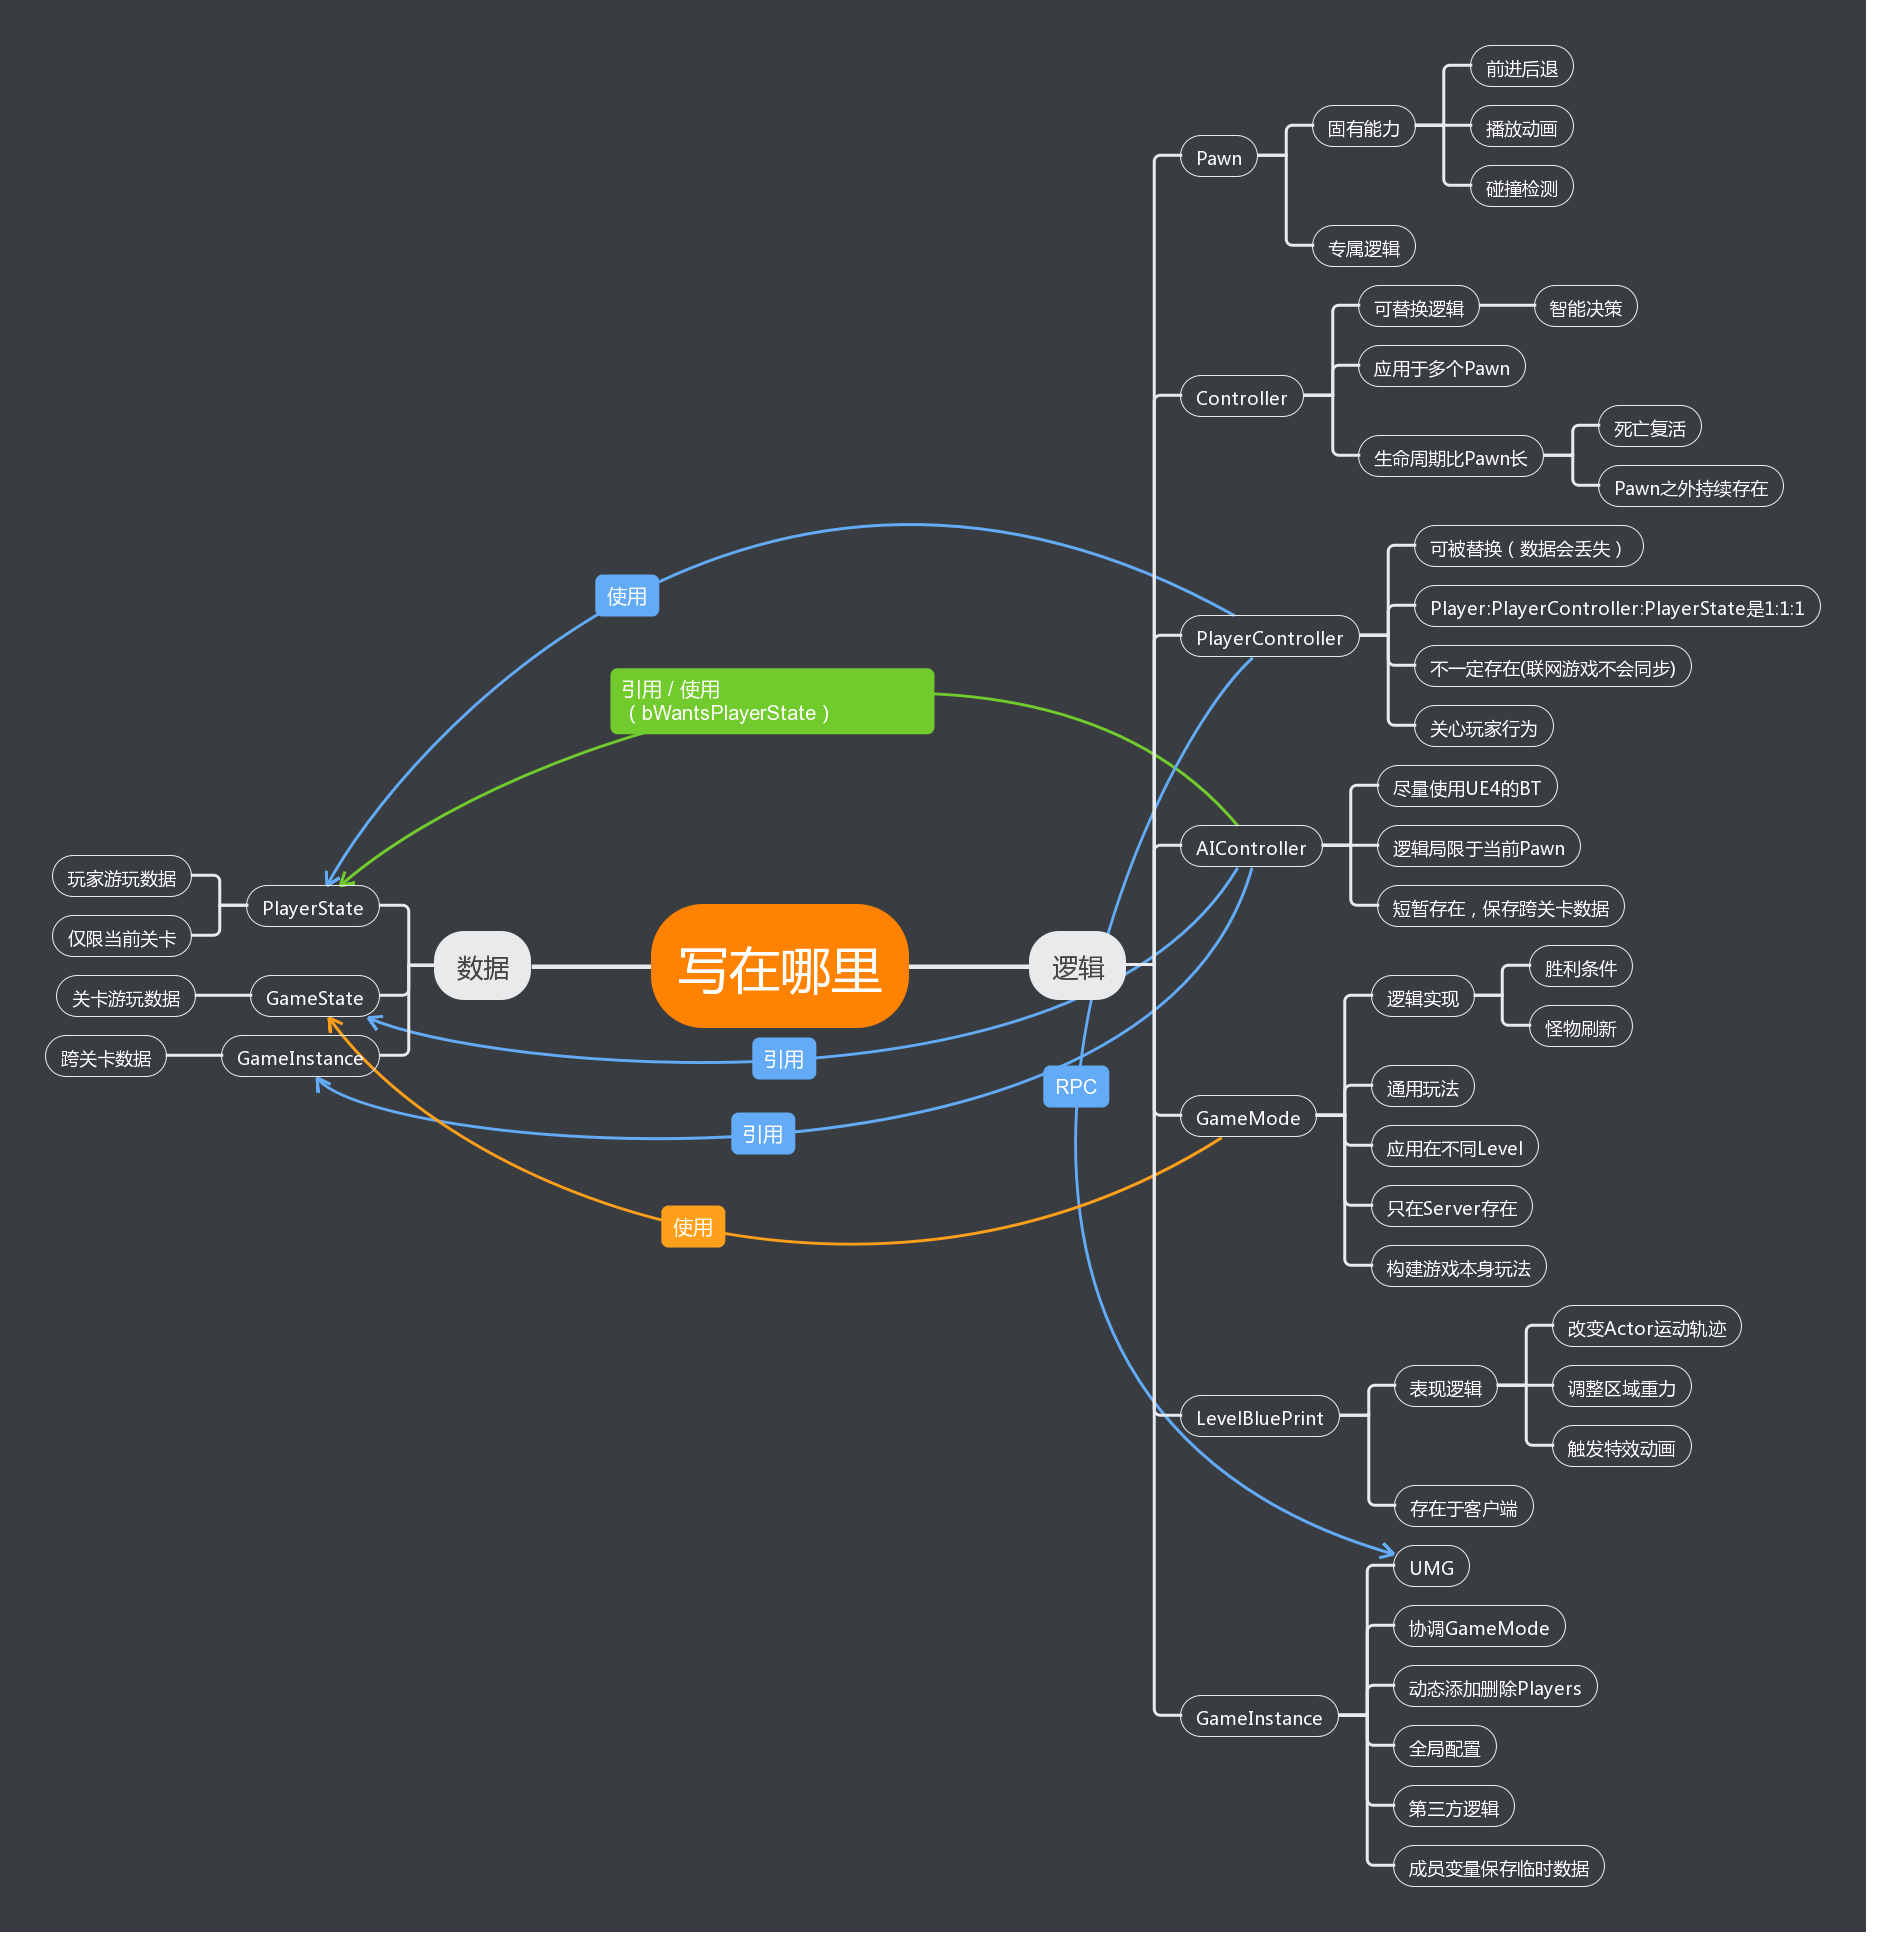 写在哪里
数据
PlayerState
玩家游玩数据
仅限当前关卡
GameState
关卡游玩数据
GameInstance
跨关卡数据
逻辑
Pawn
固有能力
前进后退
播放动画
碰撞检测
专属逻辑
Controller
可替换逻辑
智能决策
应用于多个Pawn
生命周期比Pawn长
死亡复活
Pawn之外持续存在
PlayerController
可被替换（数据会丢失）
Player:PlayerController:PlayerState是1:1:1
不一定存在(联网游戏不会同步)
关心玩家行为
AIController
尽量使用UE4的BT
逻辑局限于当前Pawn
短暂存在，保存跨关卡数据
GameMode
逻辑实现
胜利条件
怪物刷新
通用玩法
应用在不同Level
只在Server存在
构建游戏本身玩法
LevelBluePrint
表现逻辑
改变Actor运动轨迹
调整区域重力
触发特效动画
存在于客户端
GameInstance
UMG
协调GameMode
动态添加删除Players
全局配置
第三方逻辑
成员变量保存临时数据
使用
引用 / 使用
（bWantsPlayerState）
引用
RPC
引用
使用